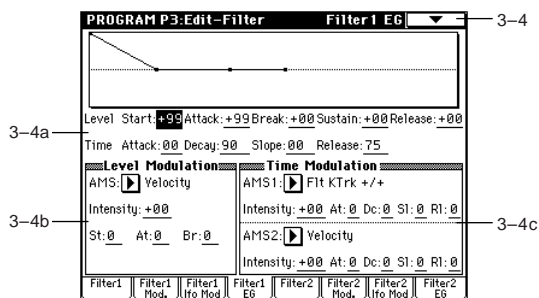 PROGRAM P3:Edit-Filter Filter1 EG 3-4
Level Start:+99 Attack:+99 Break:+00 Sustain:+00 Release:+00
3-4a
Time Attack:00 Decay:90 Slope:00 Release:75
Level Modulation Time Modulation
AMS: Velocity AMS1: Flt KTrk +/+
Intensity:+00 Intensity:+00 At:0 Dc:0 Sl:0 Rl:0
3-4b 3-4c
St:0 At:0 Br:0 AMS2: Velocity
Intensity:+00 At:0 Dc:0 Sl:0 Rl:0
Filter1 Filter1 Mod. Filter1 lfo Mod Filter1 EG Filter2 Filter2 Mod. Filter2 lfo Mod Filter2 EG